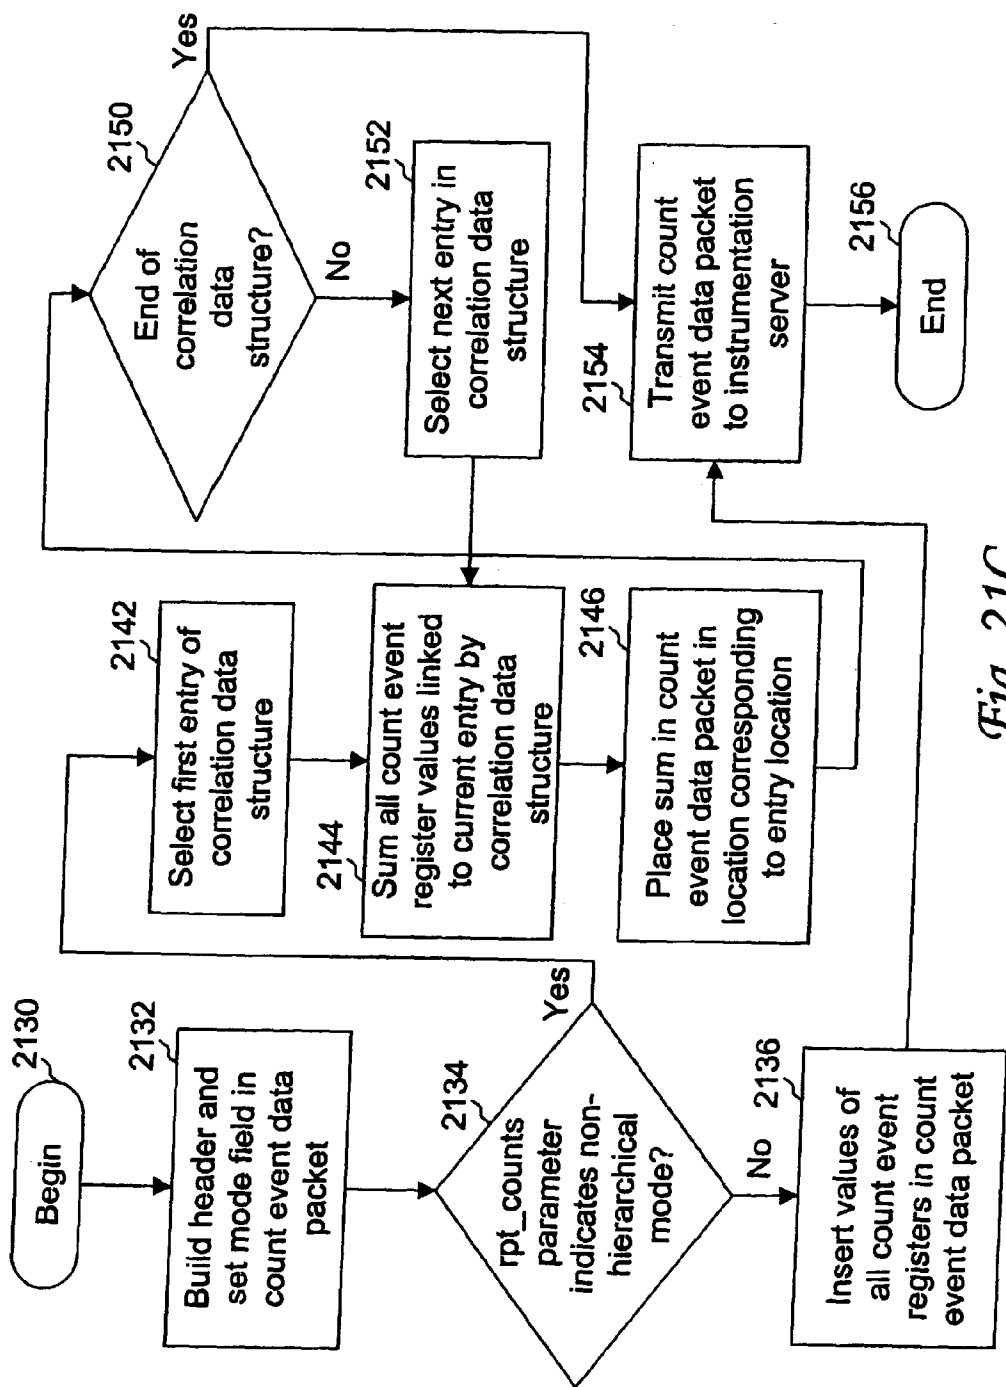 2130
Begin
2132
Build header and
set mode field in
count event data
packet
2134
rpt_counts
parameter
indicates non-
hierarchical
mode?
Yes
No
2136
Insert values of
all count event
registers in count
event data packet
2142
Select first entry of
correlation data
structure
2144
Sum all count event
register values linked
to current entry by
correlation data
structure
2146
Place sum in count
event data packet in
location corresponding
to entry location
2150
End of
correlation
data
structure?
Yes
No
2152
Select next entry in
correlation data
structure
2154
Transmit count
event data packet
to instrumentation
server
2156
End
Fig. 21C